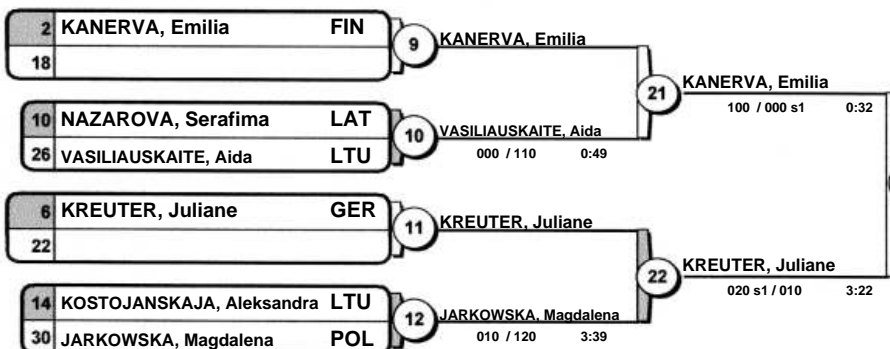 2 KANERVA, Emilia FIN
18
9
KANERVA, Emilia
10 NAZAROVA, Serafima LAT
26 VASILIAUSKAITE, Aida LTU
10
VASILIAUSKAITE, Aida
000 / 110 0:49
21
KANERVA, Emilia
100 / 000 s1 0:32
6 KREUTER, Juliane GER
22
11
KREUTER, Juliane
14 KOSTOJANSKAJA, Aleksandra LTU
30 JARKOWSKA, Magdalena POL
12
JARKOWSKA, Magdalena
010 / 120 3:39
22
KREUTER, Juliane
020 s1 / 010 3:22